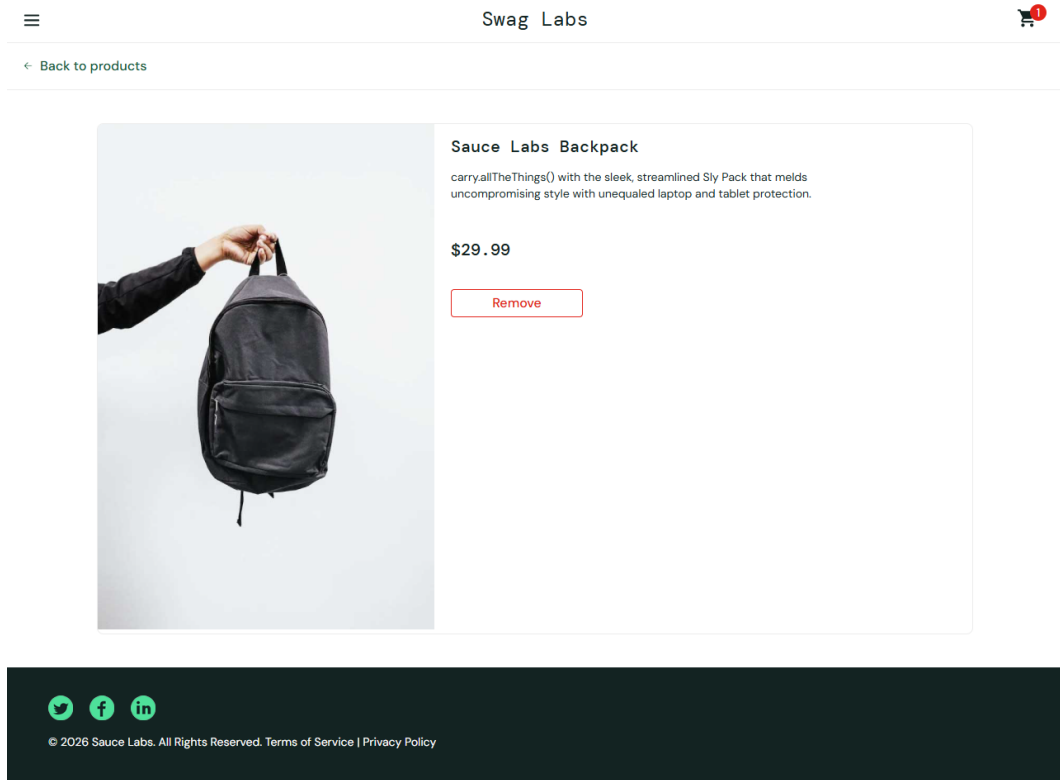 Swag Labs
1
Back to products
Sauce Labs Backpack
carry.allTheThings() with the sleek, streamlined Sly Pack that melds
uncompromising style with unequaled laptop and tablet protection.
$29.99
Remove
© 2026 Sauce Labs. All Rights Reserved. Terms of Service | Privacy Policy